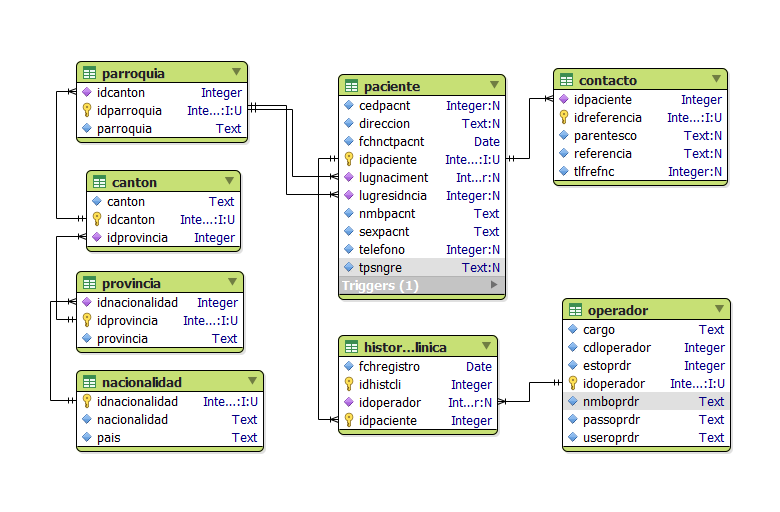 parroquia
idcanton Integer
idparroquia Inte...:I:U
parroquia Text
canton
canton Text
idcanton Inte...:I:U
idprovincia Integer
provincia
idnacionalidad Integer
idprovincia Inte...:I:U
provincia Text
nacionalidad
idnacionalidad Inte...:I:U
nacionalidad Text
pais Text
paciente
cedpacnt Integer:N
direccion Text:N
fchnctpacnt Date
idpaciente Inte...:I:U
lugnaciment Int...r:N
lugresidncia Integer:N
nmbpacnt Text
sexpacnt Text
telefono Integer:N
tpsngre Text:N
Triggers (1)
histor...linica
fchregistro Date
idhistcli Integer
idoperador Int...r:N
idpaciente Integer
contacto
idpaciente Integer
idreferencia Inte...:I:U
parentesco Text:N
referencia Text:N
tlfrefnc Integer:N
operador
cargo Text
cdloperador Integer
estoprdr Integer
idoperador Inte...:I:U
nmboprdr Text
passoprdr Text
useroprdr Text